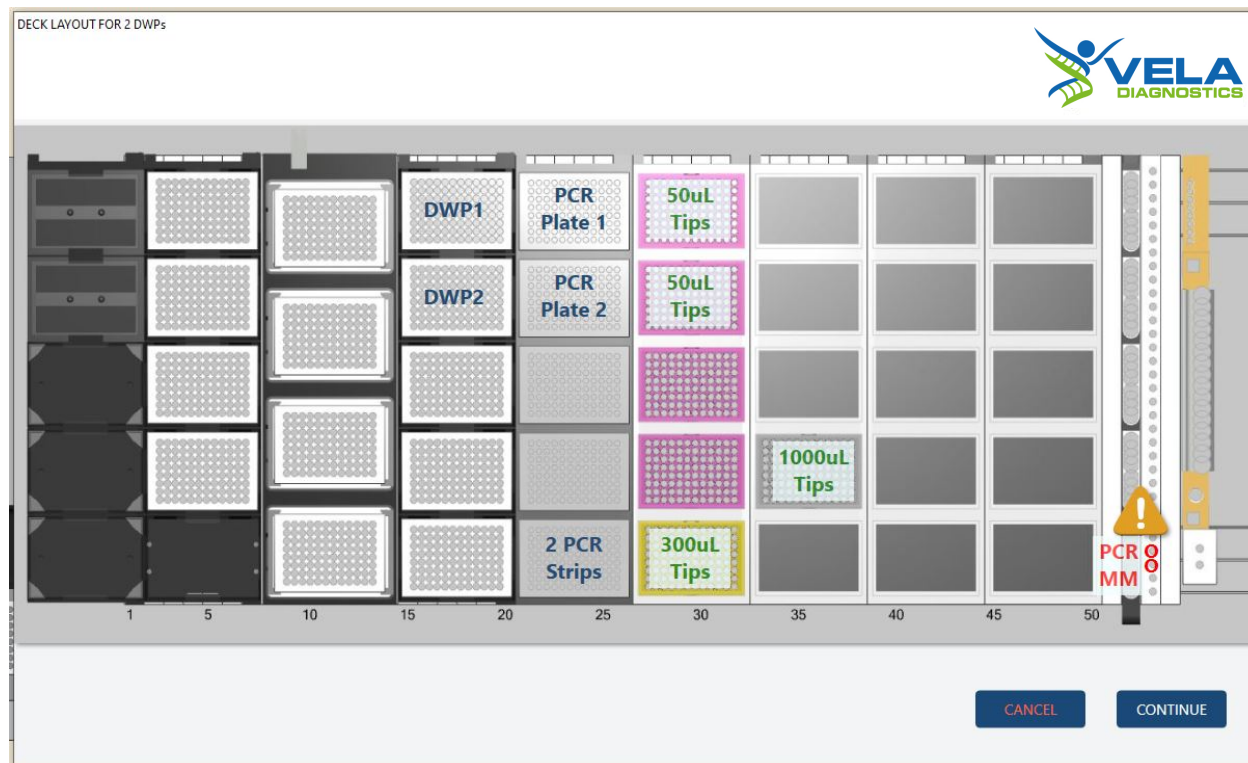 DECK LAYOUT FOR 2 DWPs
VELA
DIAGNOSTICS
DWP1
PCR
Plate 1
50uL
Tips
DWP2
PCR
Plate 2
50uL
Tips
1000uL
Tips
2 PCR
Strips
300uL
Tips
PCR
MM
1 5 10 15 20 25 30 35 40 45 50
CANCEL
CONTINUE